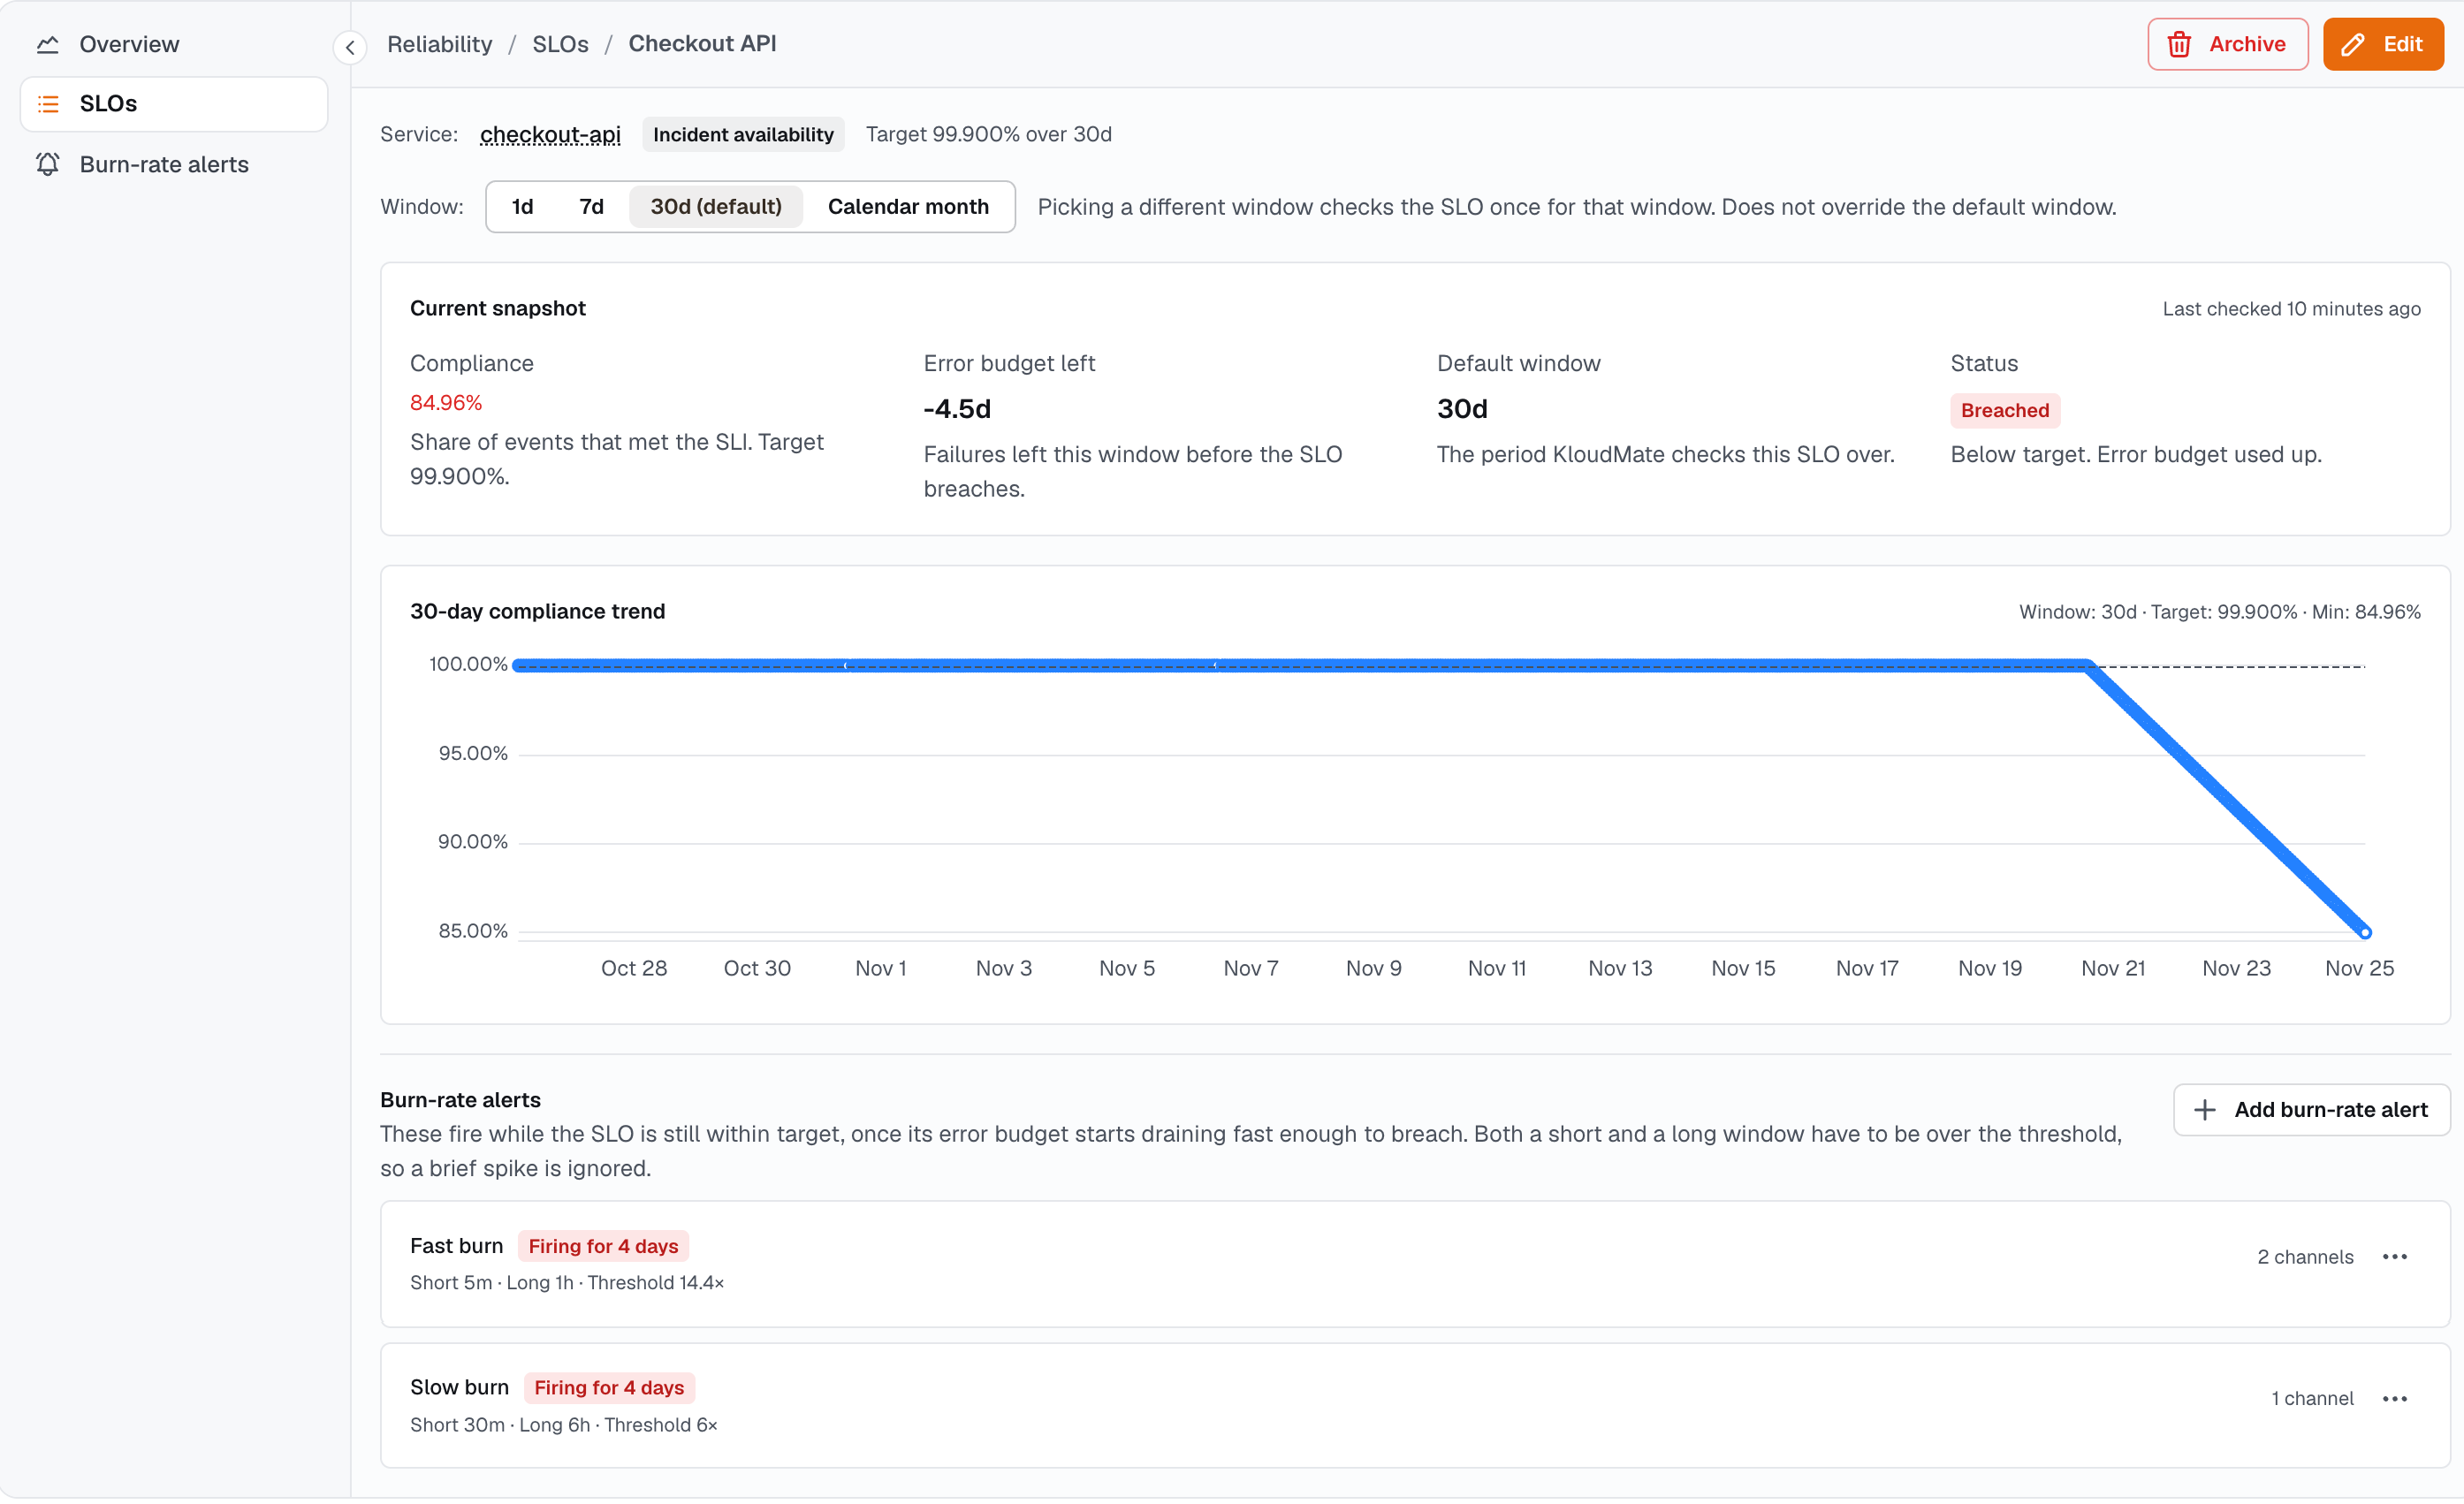 Overview
SLOs
Burn-rate alerts
Reliability / SLOs / Checkout API
Archive
Edit
Service: checkout-api Incident availability Target 99.900% over 30d
Window: 1d 7d 30d (default) Calendar month Picking a different window checks the SLO once for that window. Does not override the default window.
Current snapshot
Last checked 10 minutes ago
Compliance
84.96%
Share of events that met the SLI. Target
99.900%.
Error budget left
-4.5d
Failures left this window before the SLO
breaches.
Default window
30d
The period KloudMate checks this SLO over.
Status
Breached
Below target. Error budget used up.
30-day compliance trend
Window: 30d · Target: 99.900% · Min: 84.96%
100.00%
95.00%
90.00%
85.00%
Oct 28 Oct 30 Nov 1 Nov 3 Nov 5 Nov 7 Nov 9 Nov 11 Nov 13 Nov 15 Nov 17 Nov 19 Nov 21 Nov 23 Nov 25
Burn-rate alerts
These fire while the SLO is still within target, once its error budget starts draining fast enough to breach. Both a short and a long window have to be over the threshold,
so a brief spike is ignored.
Add burn-rate alert
Fast burn Firing for 4 days
Short 5m · Long 1h · Threshold 14.4×
2 channels
Slow burn Firing for 4 days
Short 30m · Long 6h · Threshold 6×
1 channel